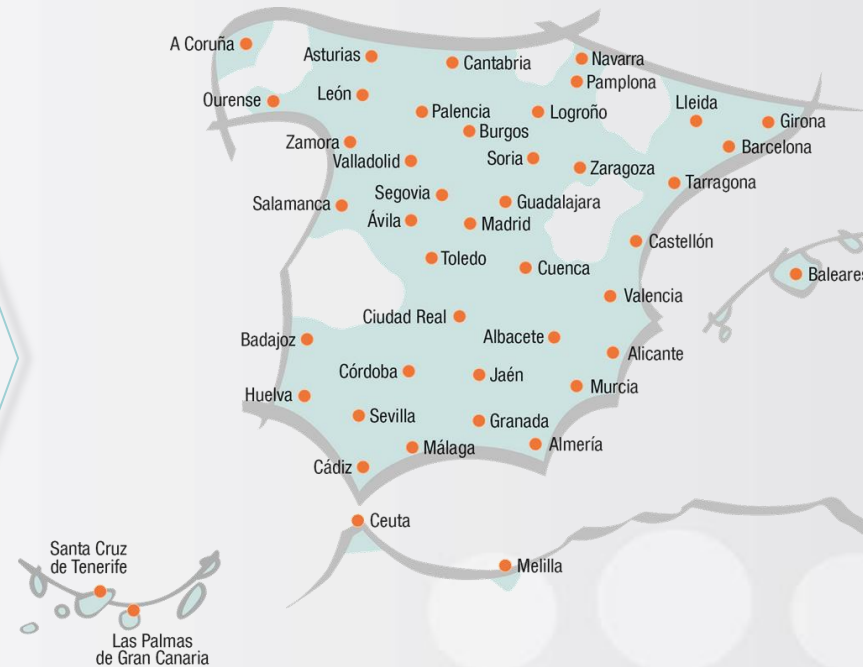 A Coruña
Asturias
Cantabria
Navarra
Pamplona
Ourense
León
Palencia
Logroño
Lleida
Girona
Burgos
Zamora
Valladolid
Soria
Zaragoza
Barcelona
Tarragona
Salamanca
Segovia
Guadalajara
Ávila
Madrid
Castellón
Toledo
Cuenca
Baleares
Valencia
Ciudad Real
Badajoz
Albacete
Alicante
Córdoba
Jaén
Murcia
Huelva
Sevilla
Granada
Málaga
Almería
Cádiz
Ceuta
Melilla
Santa Cruz
de Tenerife
Las Palmas
de Gran Canaria